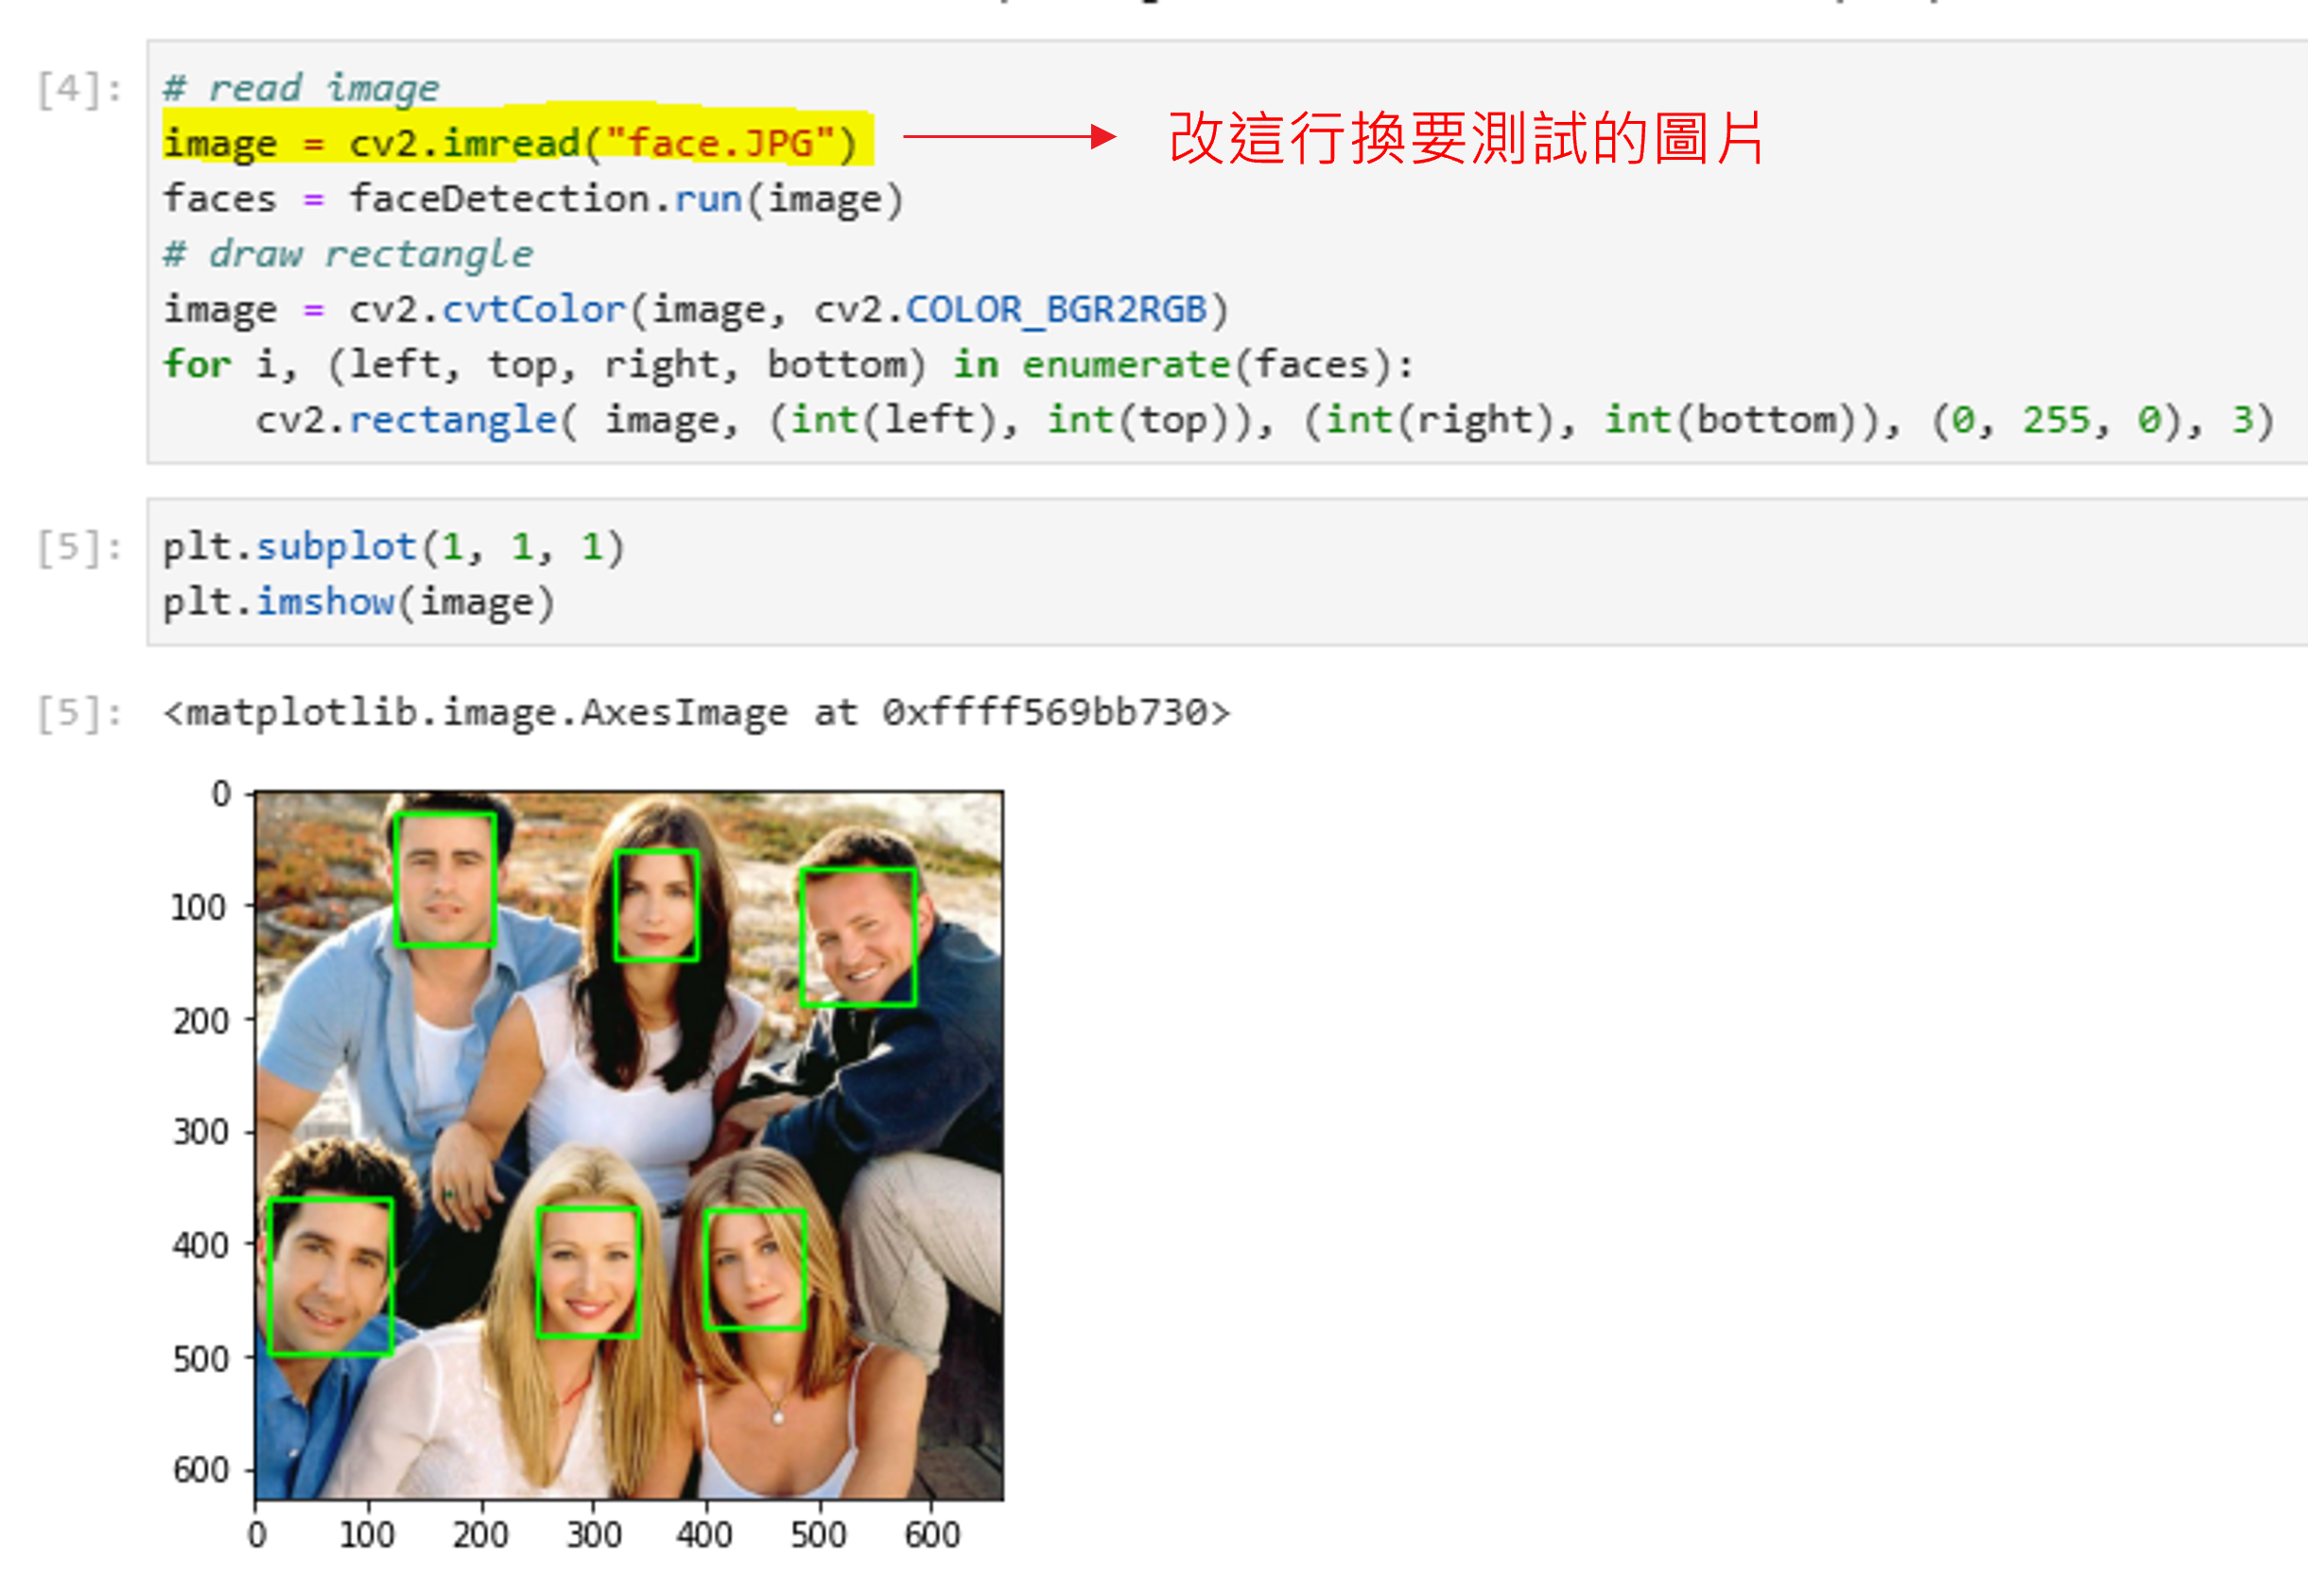 [4]:
# read image
image = cv2.imread("face.JPG")
改這行換要測試的圖片
faces = faceDetection.run(image)
# draw rectangle
image = cv2.cvtColor(image, cv2.COLOR_BGR2RGB)
for i, (left, top, right, bottom) in enumerate(faces):
cv2.rectangle( image, (int(left), int(top)), (int(right), int(bottom)), (0, 255, 0), 3)
[5]:
plt.subplot(1, 1, 1)
plt.imshow(image)
[5]:
<matplotlib.image.AxesImage at 0xffff569bb730>
0
100
200
300
400
500
600
0 100 200 300 400 500 600